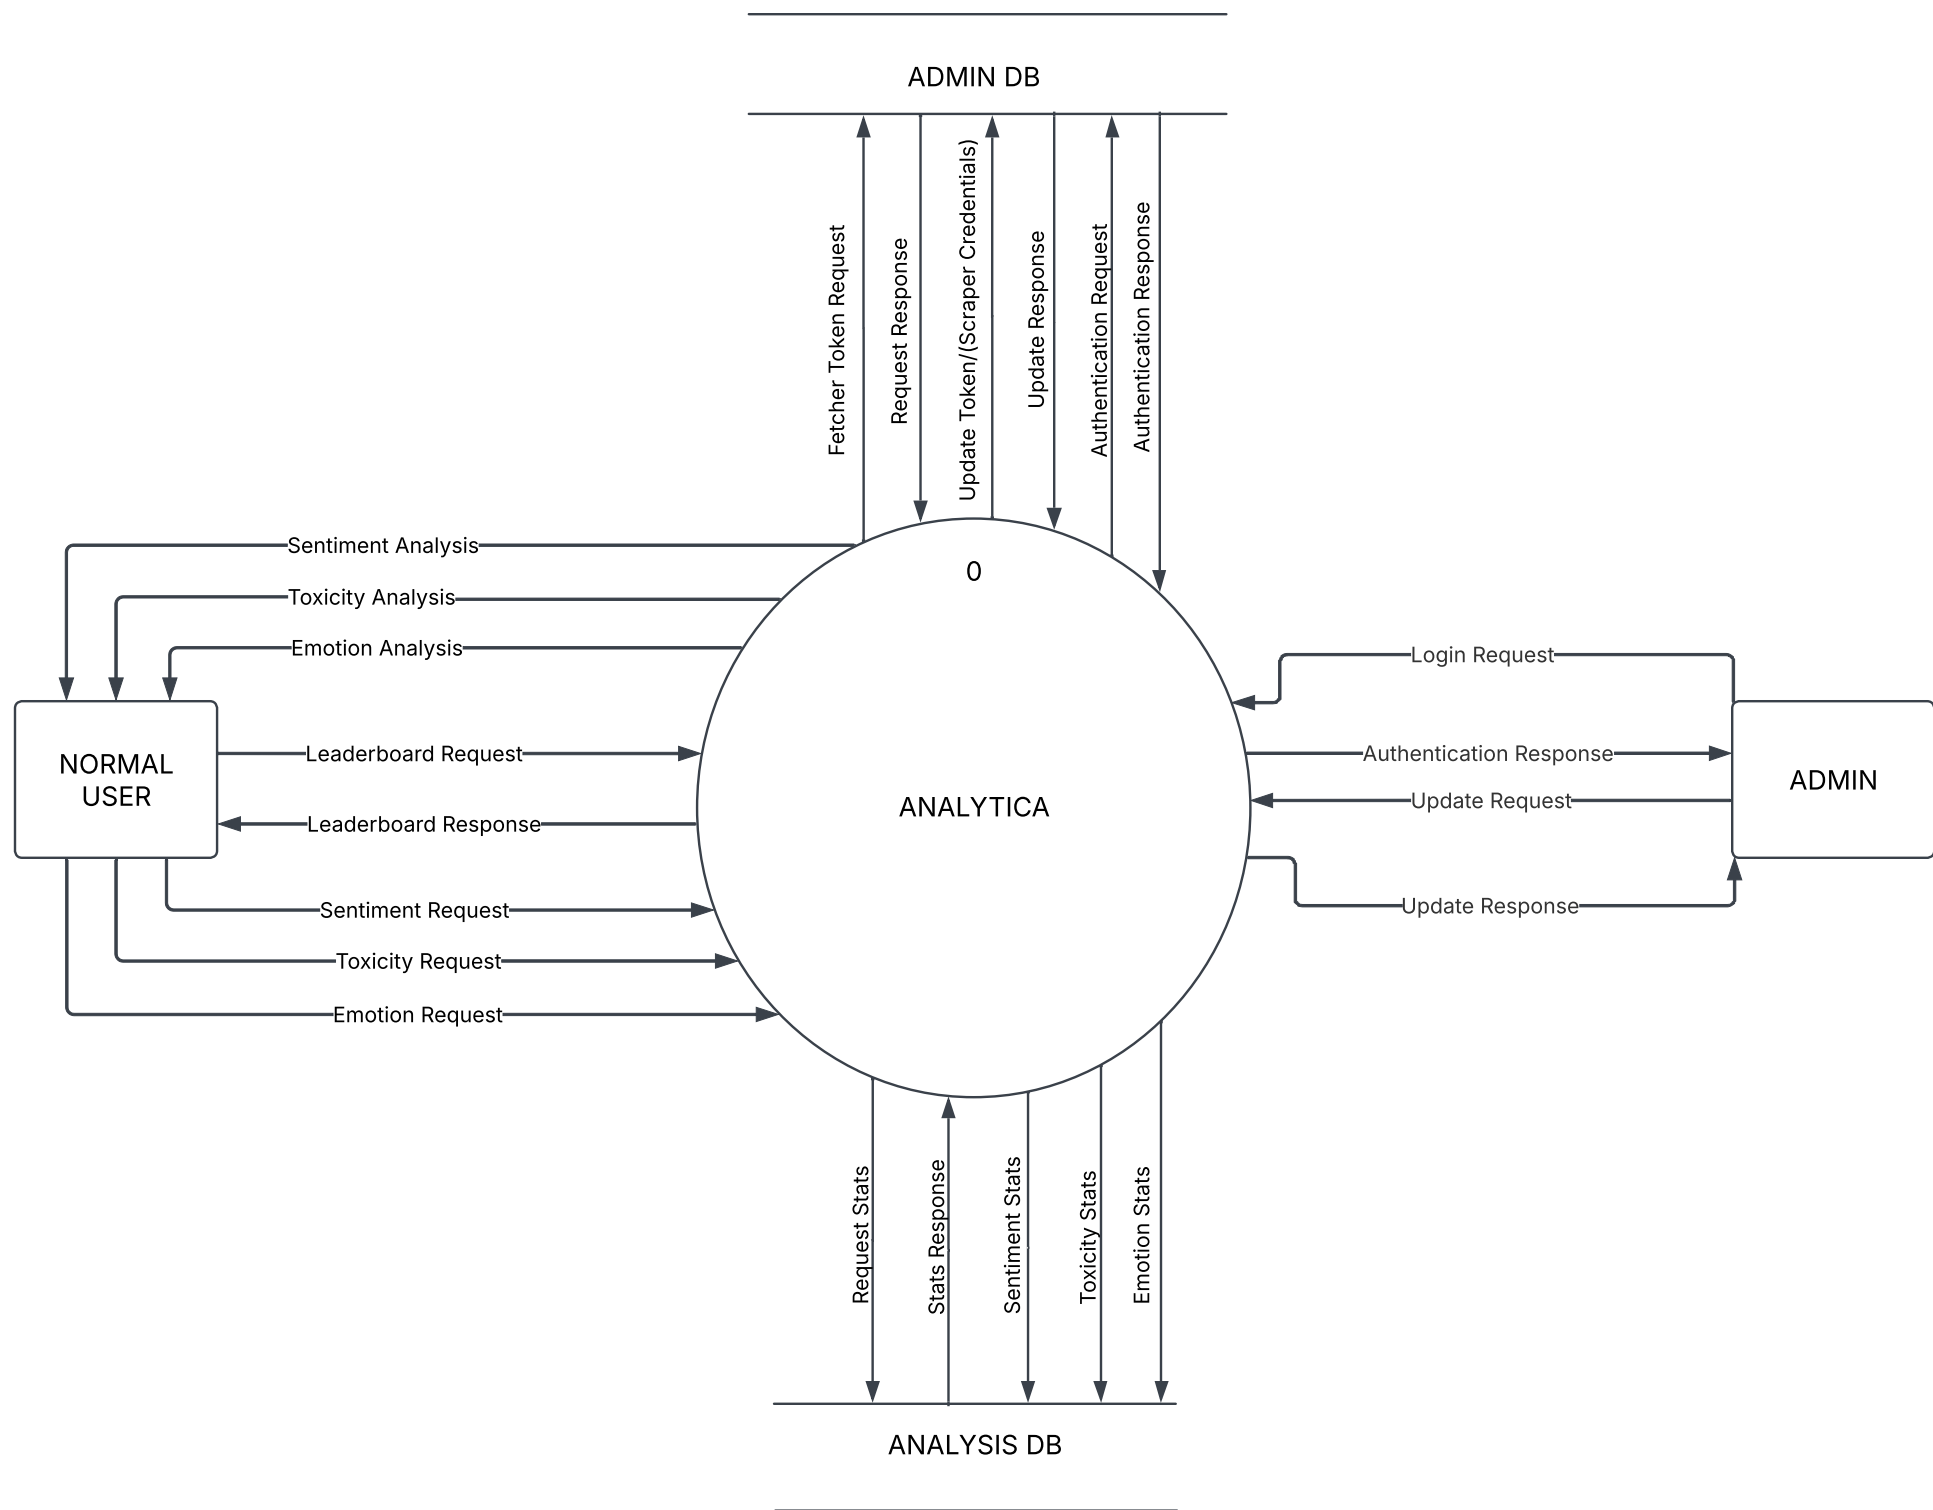 ADMIN DB
Fetcher Token Request
Request Response
Update Token/(Scraper Credentials)
Update Response
Authentication Request
Authentication Response
Sentiment Analysis
Toxicity Analysis
Emotion Analysis
0
Login Request
NORMAL
USER
Leaderboard Request
Leaderboard Response
ANALYTICA
Authentication Response
Update Request
ADMIN
Update Response
Sentiment Request
Toxicity Request
Emotion Request
Request Stats
Stats Response
Sentiment Stats
Toxicity Stats
Emotion Stats
ANALYSIS DB